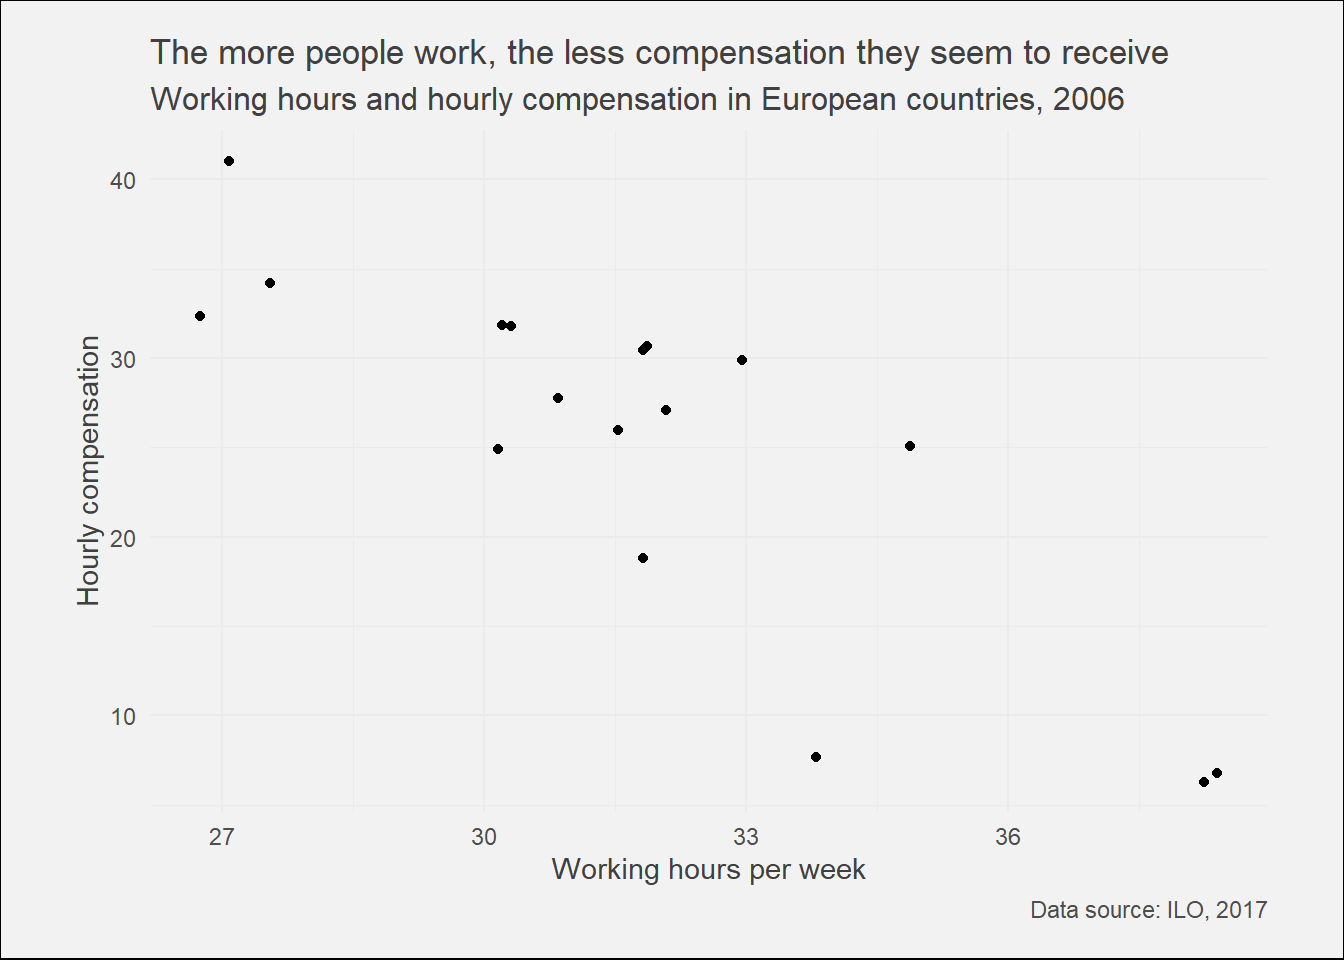 The more people work, the less compensation they seem to receive
Working hours and hourly compensation in European countries, 2006
Hourly compensation
40
30
20
10
27 30 33 36
Working hours per week
Data source: ILO, 2017